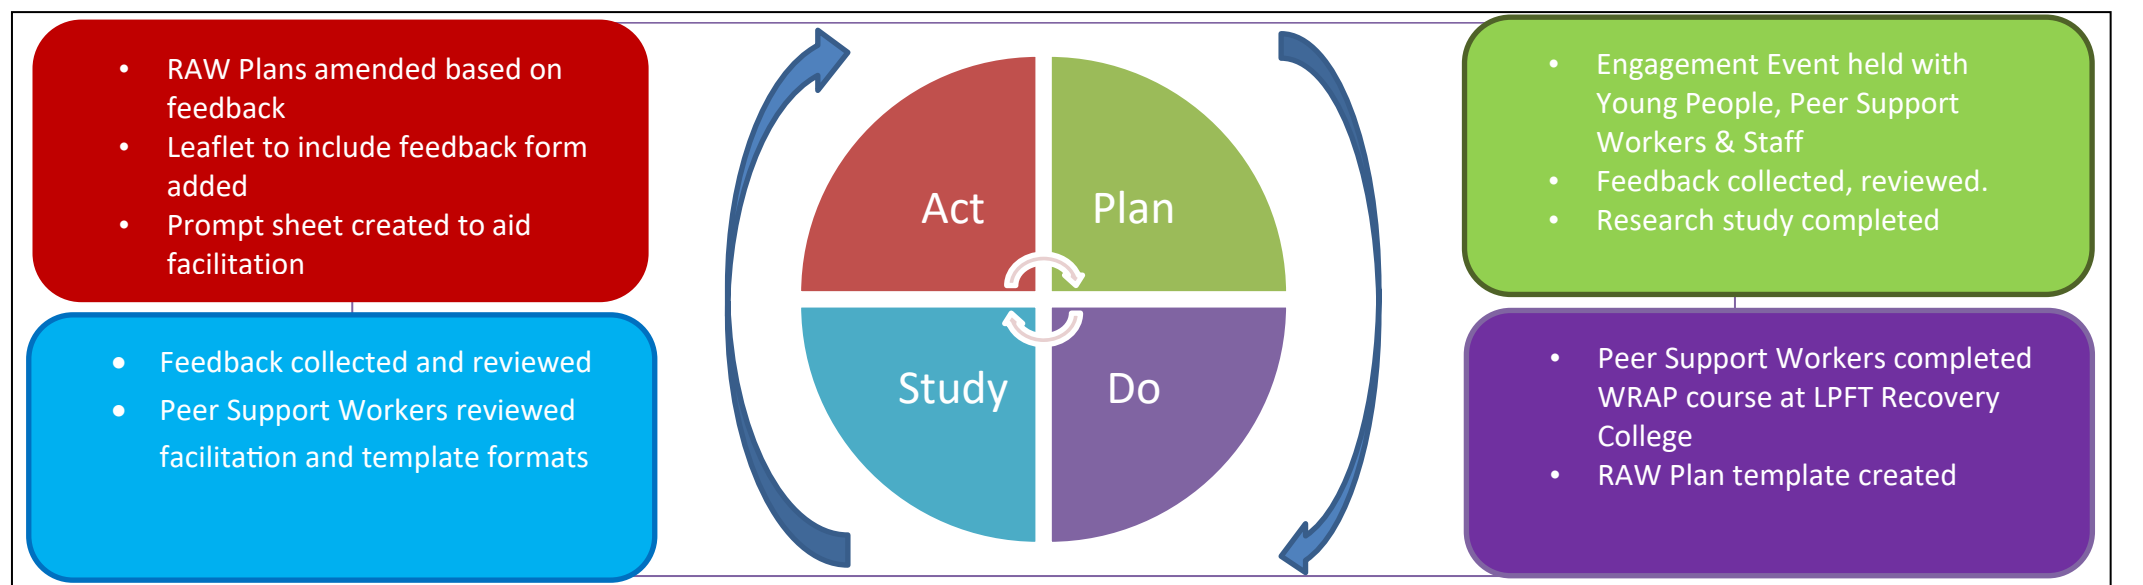 • RAW Plans amended based on
feedback
• Leaflet to include feedback form
added
• Prompt sheet created to aid
facilitation
• Engagement Event held with
Young People, Peer Support
Workers & Staff
• Feedback collected, reviewed.
• Research study completed
Act
Plan
Study
Do
• Feedback collected and reviewed
• Peer Support Workers reviewed
facilitation and template formats
• Peer Support Workers completed
WRAP course at LPFT Recovery
College
• RAW Plan template created